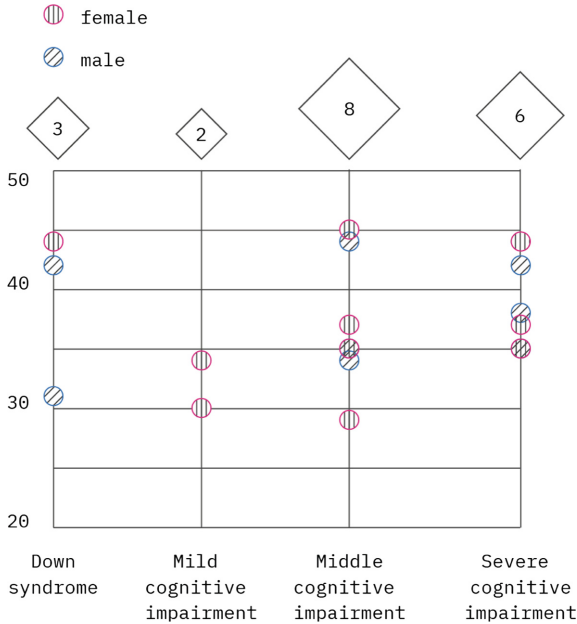 female
male
3
2
8
6
50
40
30
20
Down
syndrome
Mild
cognitive
impairment
Middle
cognitive
impairment
Severe
cognitive
impairment